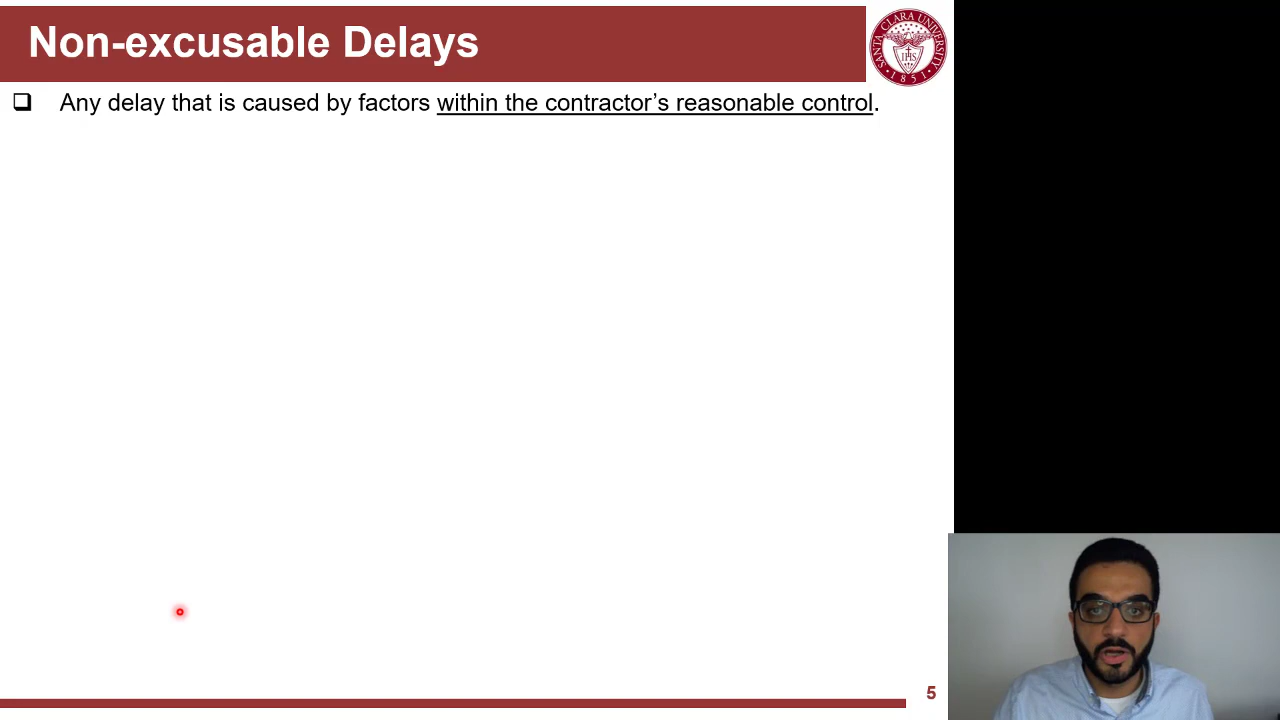 Non-excusable Delays
SANTA CLARA UNIVERSITY
IHS
1851
Any delay that is caused by factors within the contractor’s reasonable control.
5